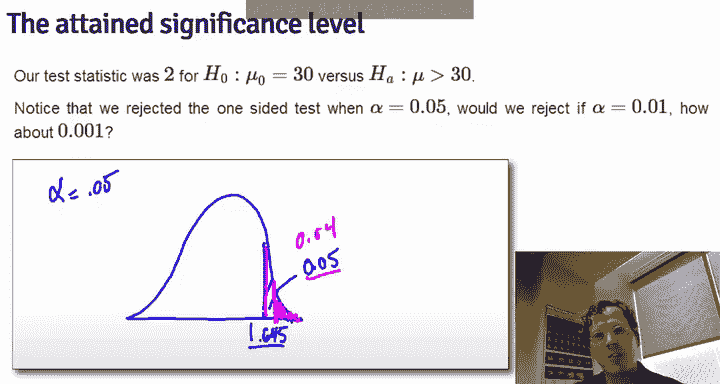 The attained significance level
Our test statistic was 2 for H₀ : μ₀ = 30 versus Hₐ : μ > 30.
Notice that we rejected the one sided test when α = 0.05, would we reject if α = 0.01, how
about 0.001?
α = .05
0.04
0.05
1.645